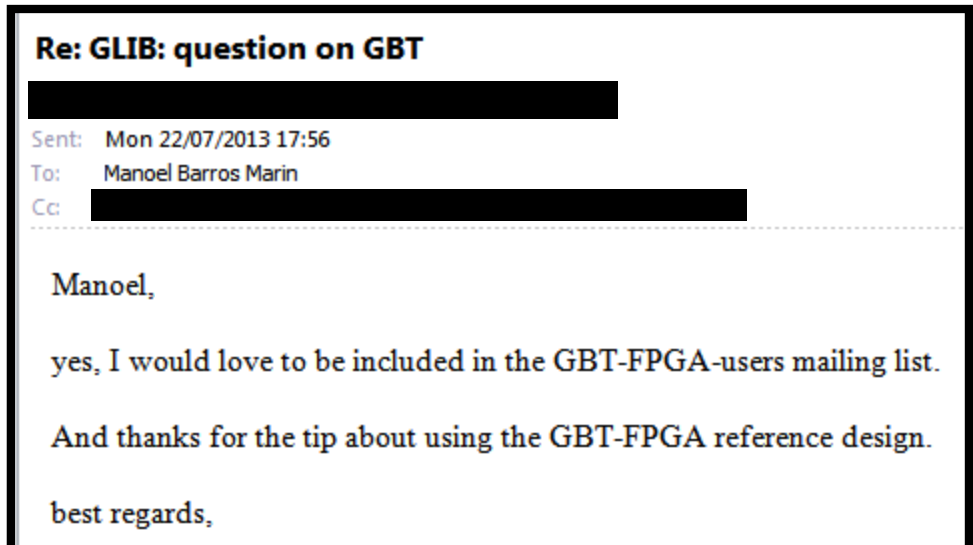 Re: GLIB: question on GBT
Sent: Mon 22/07/2013 17:56
To: Manoel Barros Marin
Cc:
Manoel,
yes, I would love to be included in the GBT-FPGA-users mailing list.
And thanks for the tip about using the GBT-FPGA reference design.
best regards,